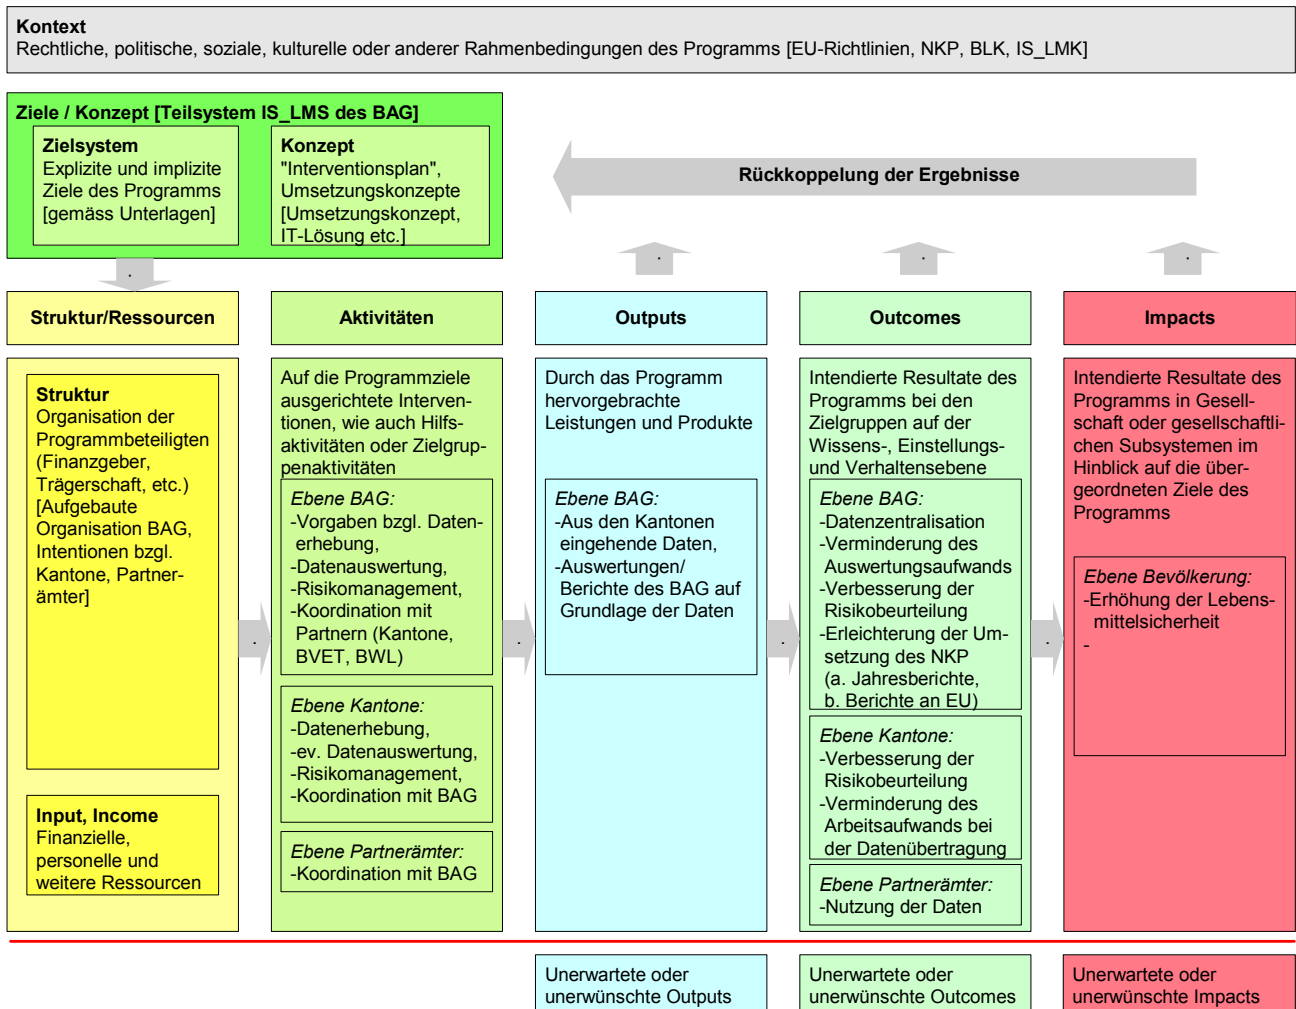 Kontext
Rechtliche, politische, soziale, kulturelle oder anderer Rahmenbedingungen des Programms [EU-Richtlinien, NKP, BLK, IS_LMK]
Ziele / Konzept [Teilsystem IS_LMS des BAG]
Zielsystem
Explizite und implizite
Ziele des Programms
[gemäss Unterlagen]
Konzept
"Interventionsplan",
Umsetzungskonzepte
[Umsetzungskonzept,
IT-Lösung etc.]
Rückkoppelung der Ergebnisse
.
.
.
.
Struktur/Ressourcen
Aktivitäten
Outputs
Outcomes
Impacts
Struktur
Organisation der
Programmbeteiligten
(Finanzgeber,
Trägerschaft, etc.)
[Aufgebaute
Organisation BAG,
Intentionen bzgl.
Kantone, Partner-
ämter]
Input, Income
Finanzielle,
personelle und
weitere Ressourcen
.
Auf die Programmziele
ausgerichtete Interven-
tionen, wie auch Hilfs-
aktivitäten oder Zielgrup-
penaktivitäten
Ebene BAG:
-Vorgaben bzgl. Daten-
erhebung,
-Datenauswertung,
-Risikomanagement,
-Koordination mit
Partnern (Kantone,
BVET, BWL)
Ebene Kantone:
-Datenerhebung,
-ev. Datenauswertung,
-Risikomanagement,
-Koordination mit BAG
Ebene Partnerämter:
-Koordination mit BAG
.
Durch das Programm
hervorgebrachte
Leistungen und Produkte
Ebene BAG:
-Aus den Kantonen
eingehende Daten,
-Auswertungen/
Berichte des BAG auf
Grundlage der Daten
.
Intendierte Resultate des
Programms bei den
Zielgruppen auf der
Wissens-, Einstellungs-
und Verhaltensebene
Ebene BAG:
-Datenzentralisation
-Verminderung des
Auswertungsaufwands
-Verbesserung der
Risikobeurteilung
-Erleichterung der Um-
setzung des NKP
(a. Jahresberichte,
b. Berichte an EU)
Ebene Kantone:
-Verbesserung der
Risikobeurteilung
-Verminderung des
Arbeitsaufwands bei
der Datenübertragung
Ebene Partnerämter:
-Nutzung der Daten
.
Intendierte Resultate des
Programms in Gesell-
schaft oder gesellschaftli-
chen Subsystemen im
Hinblick auf die über-
geordneten Ziele des
Programms
Ebene Bevölkerung:
-Erhöhung der Lebens-
mittelsicherheit
-
Unerwartete oder
unerwünschte Outputs
Unerwartete oder
unerwünschte Outcomes
Unerwartete oder
unerwünschte Impacts